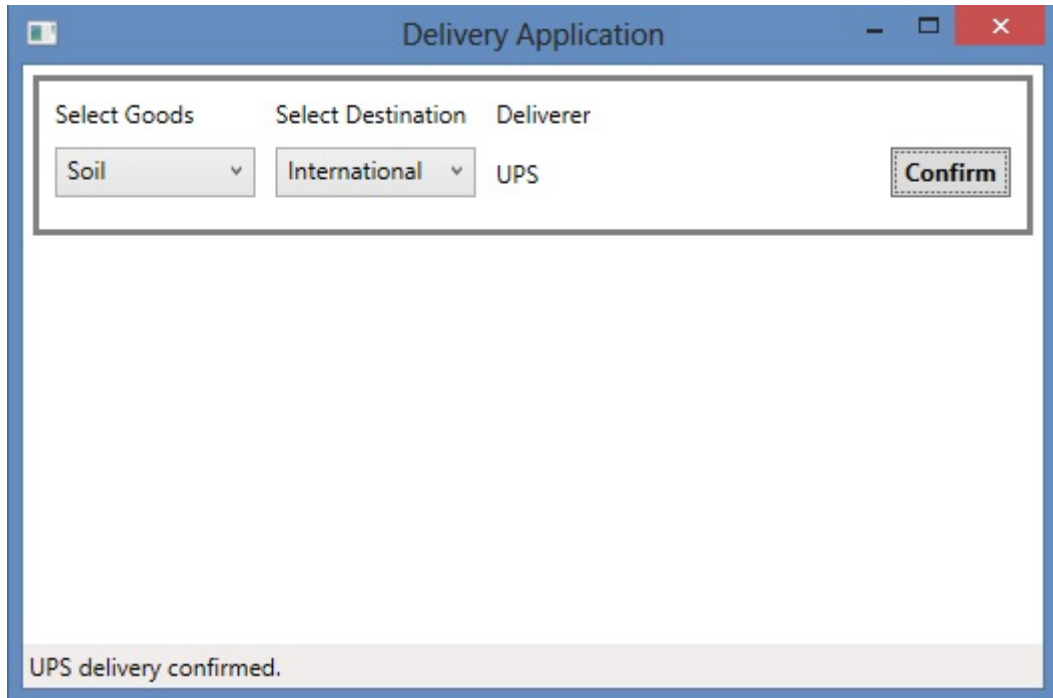 Delivery Application
Select Goods Select Destination Deliverer
Soil International UPS Confirm
UPS delivery confirmed.